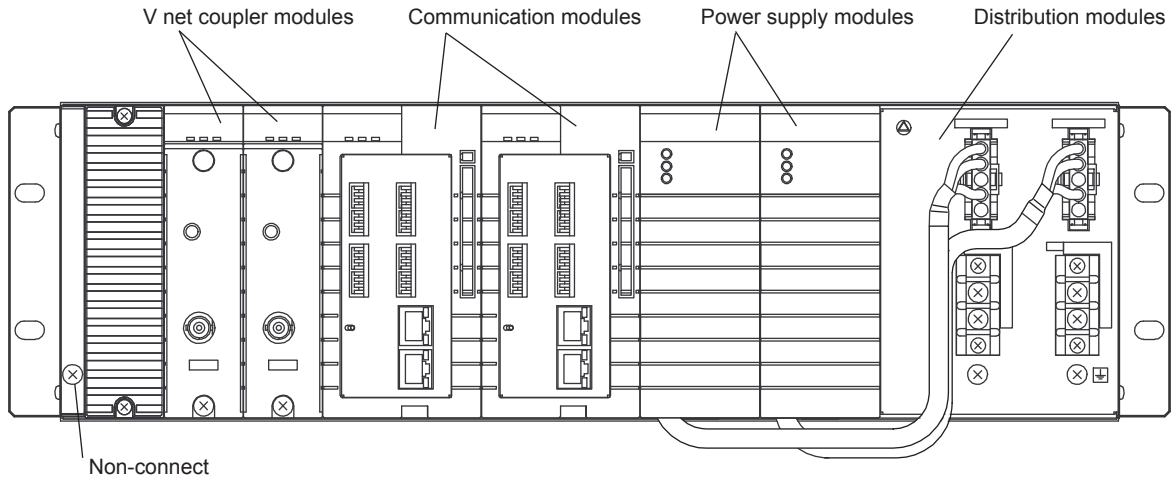 V net coupler modules
Communication modules
Power supply modules
Distribution modules
Non-connect